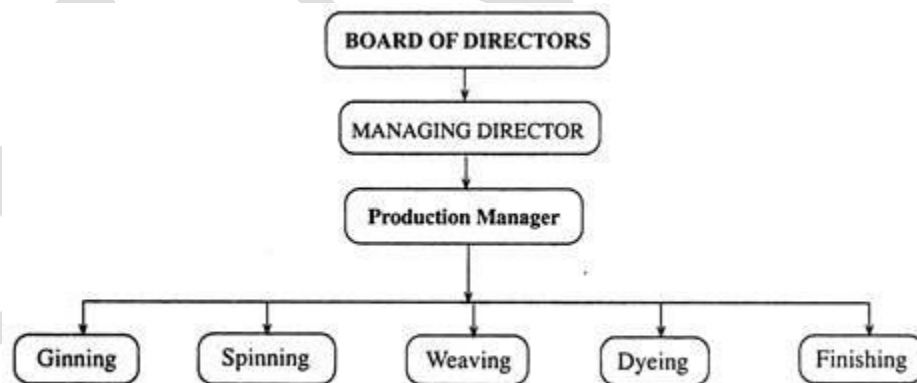 BOARD OF DIRECTORS
MANAGING DIRECTOR
Production Manager
Ginning
Spinning
Weaving
Dyeing
Finishing